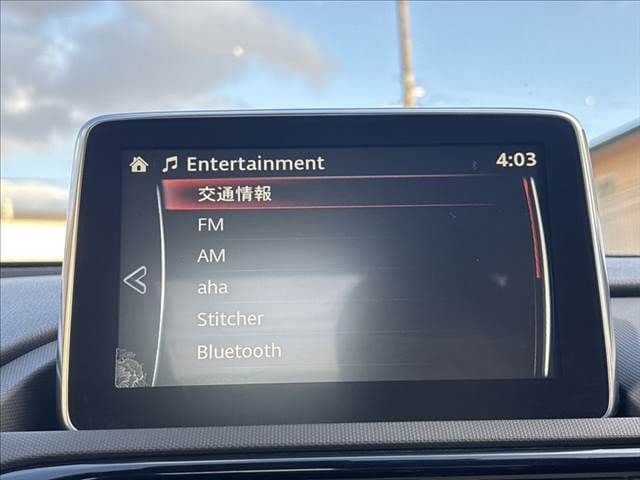 Entertainment
4:03
交通情報
FM
AM
aha
Stitcher
Bluetooth